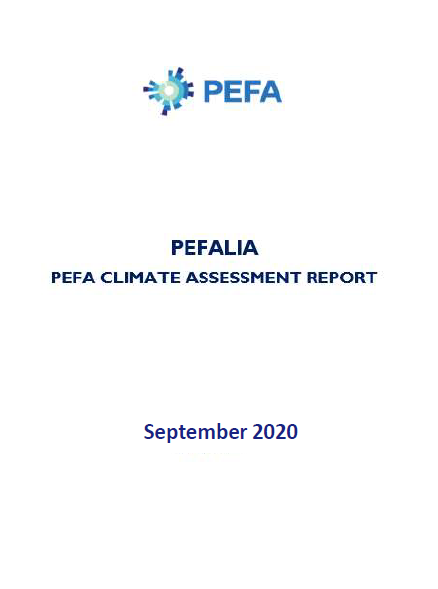 PEFA
PEFALIA
PEFA CLIMATE ASSESSMENT REPORT
September 2020